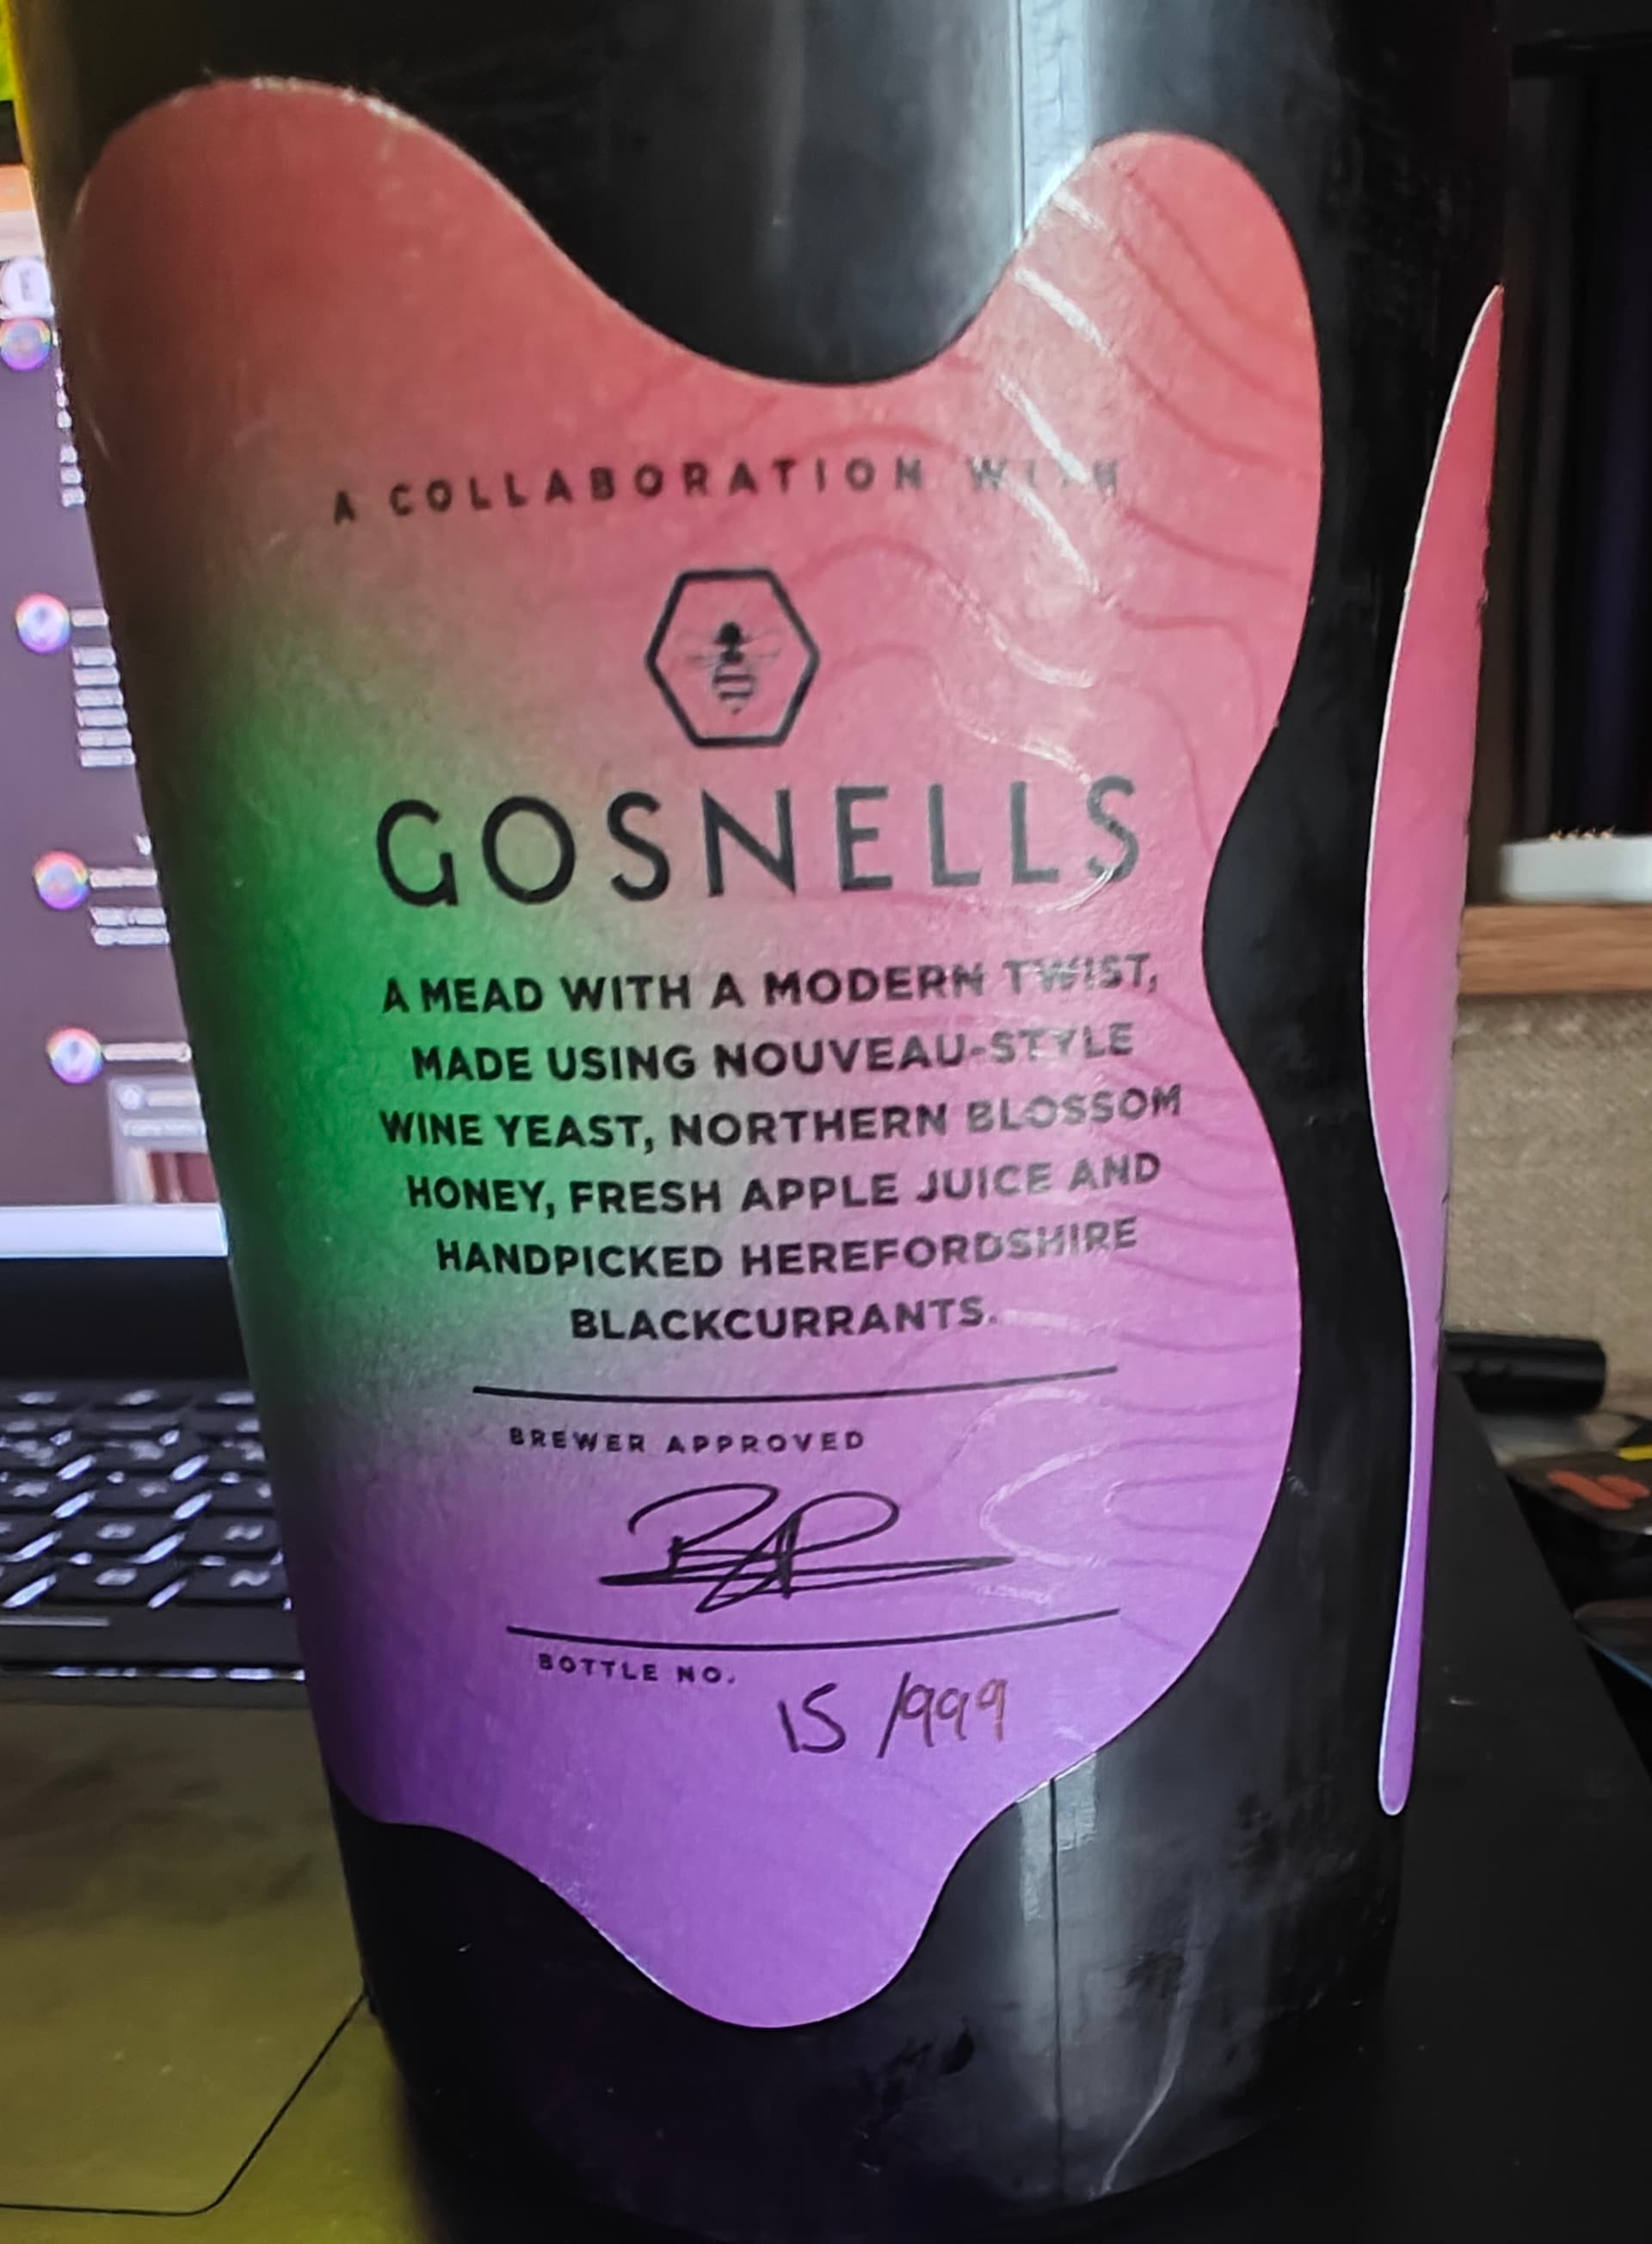 A COLLABORATION WITH
GOSNELLS
A MEAD WITH A MODERN TWIST,
MADE USING NOUVEAU-STYLE
WINE YEAST, NORTHERN BLOSSOM
HONEY, FRESH APPLE JUICE AND
HANDPICKED HEREFORDSHIRE
BLACKCURRANTS.
BREWER APPROVED
BOTTLE NO.
15 /999